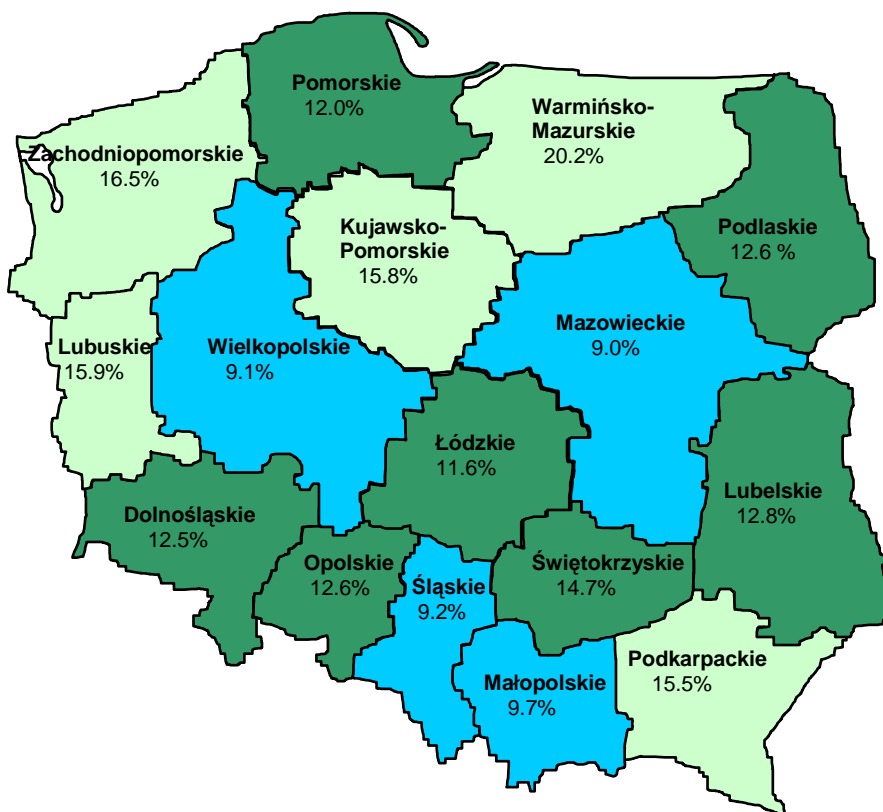 Pomorskie
12.0%
Warmińsko-
Mazurskie
20.2%
Zachodniopomorskie
16.5%
Kujawsko-
Pomorskie
15.8%
Podlaskie
12.6 %
Lubuskie
15.9%
Wielkopolskie
9.1%
Mazowieckie
9.0%
Łódzkie
11.6%
Lubelskie
12.8%
Dolnośląskie
12.5%
Opolskie
12.6%
Śląskie
9.2%
Świętokrzyskie
14.7%
Małopolskie
9.7%
Podkarpackie
15.5%